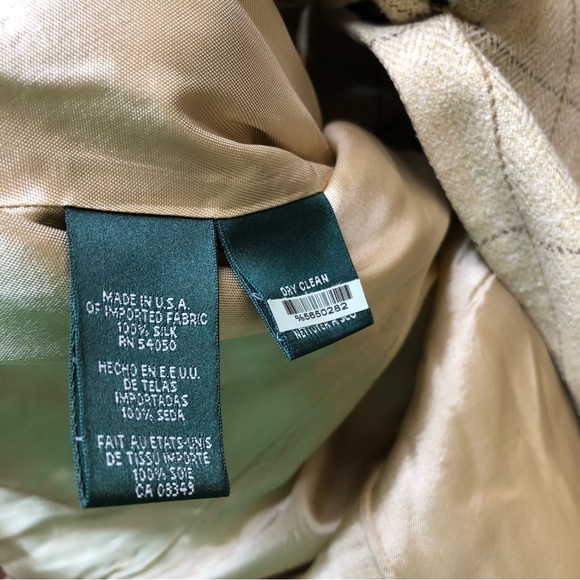 MADE IN U.S.A.
OF IMPORTED FABRIC
100% SILK
RN 54050
HECHO EN E.E.U.U.
DE TELAS
IMPORTADAS
100% SEDA
FAIT AU ETATS-UNIS
DE TISSU IMPORTE
100% SOIE
CA 08349
DRY CLEAN
%5650282